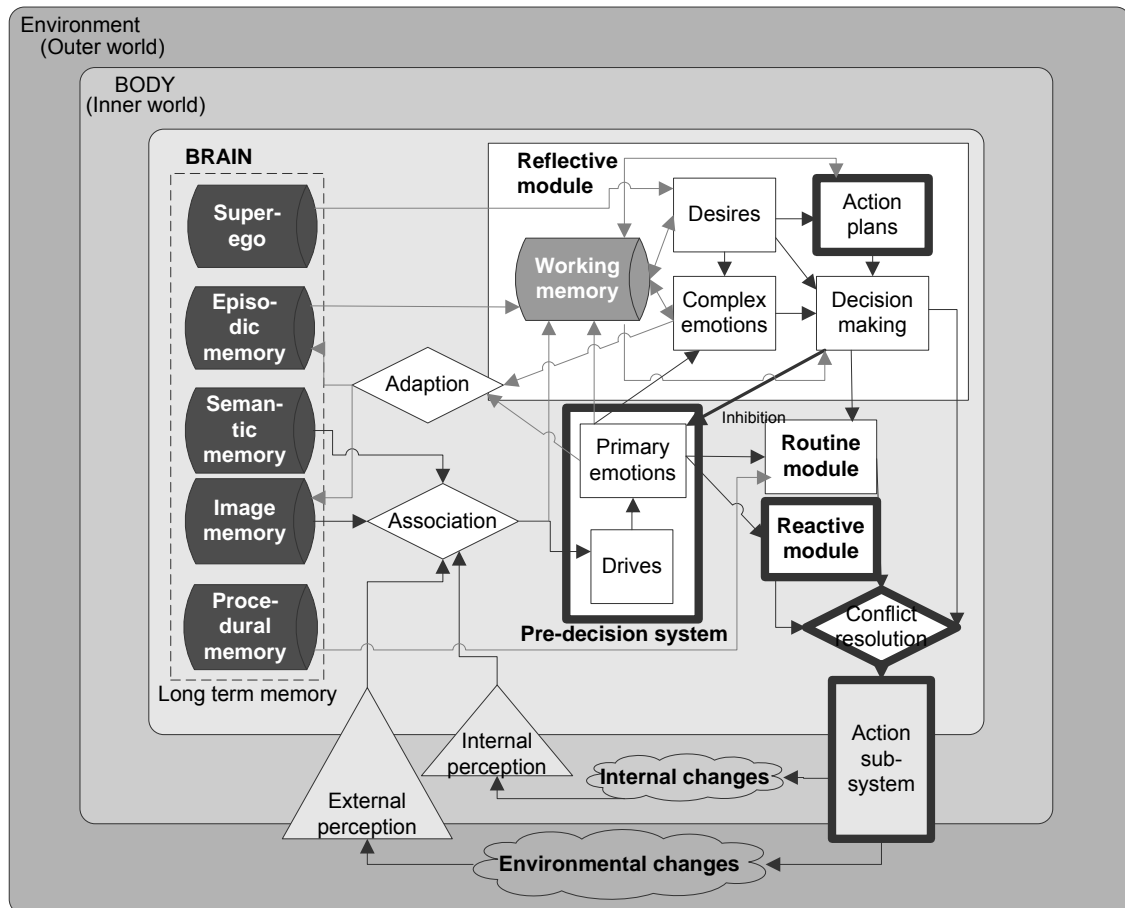 Environment
(Outer world)
BODY
(Inner world)
BRAIN
Super-
ego
Episo-
dic
memory
Seman-
tic
memory
Image
memory
Proce-
dural
memory
Long term memory
Reflective
module
Desires
Action
plans
Working
memory
Complex
emotions
Decision
making
Adaption
Association
Inhibition
Primary
emotions
Drives
Pre-decision system
Routine
module
Reactive
module
Conflict
resolution
Internal
perception
External
perception
Internal changes
Environmental changes
Action
sub-
system